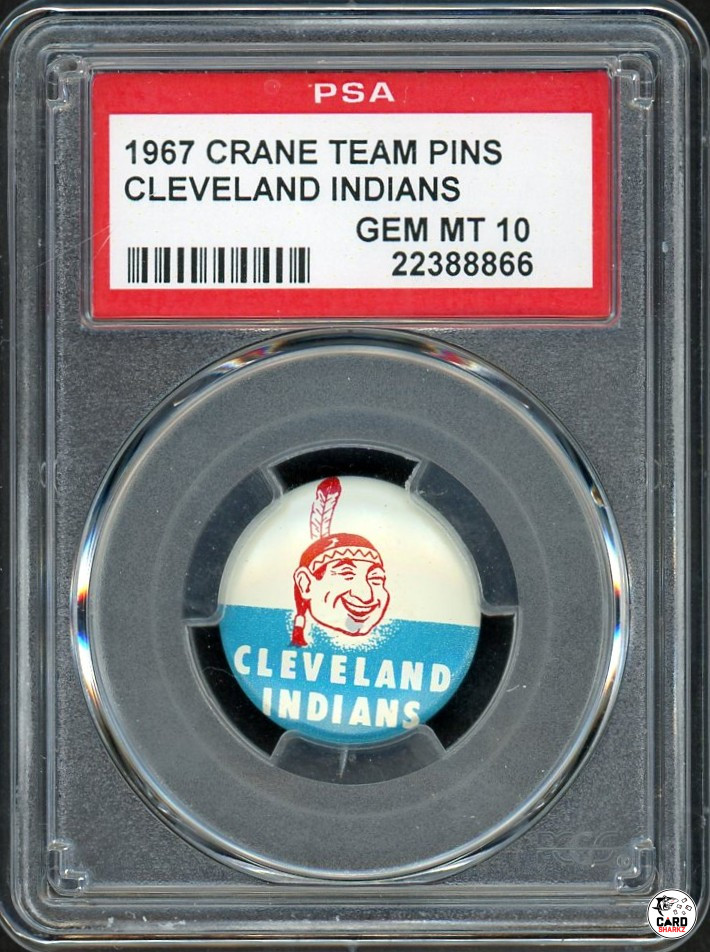 PSA
1967 CRANE TEAM PINS
CLEVELAND INDIANS
GEM MT 10
22388866
CLEVELAND
INDIANS
CARD
SHARKZ